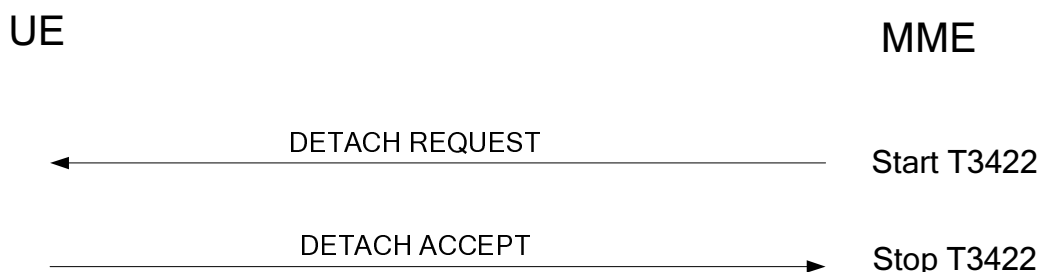 UE
MME
DETACH REQUEST
Start T3422
DETACH ACCEPT
Stop T3422